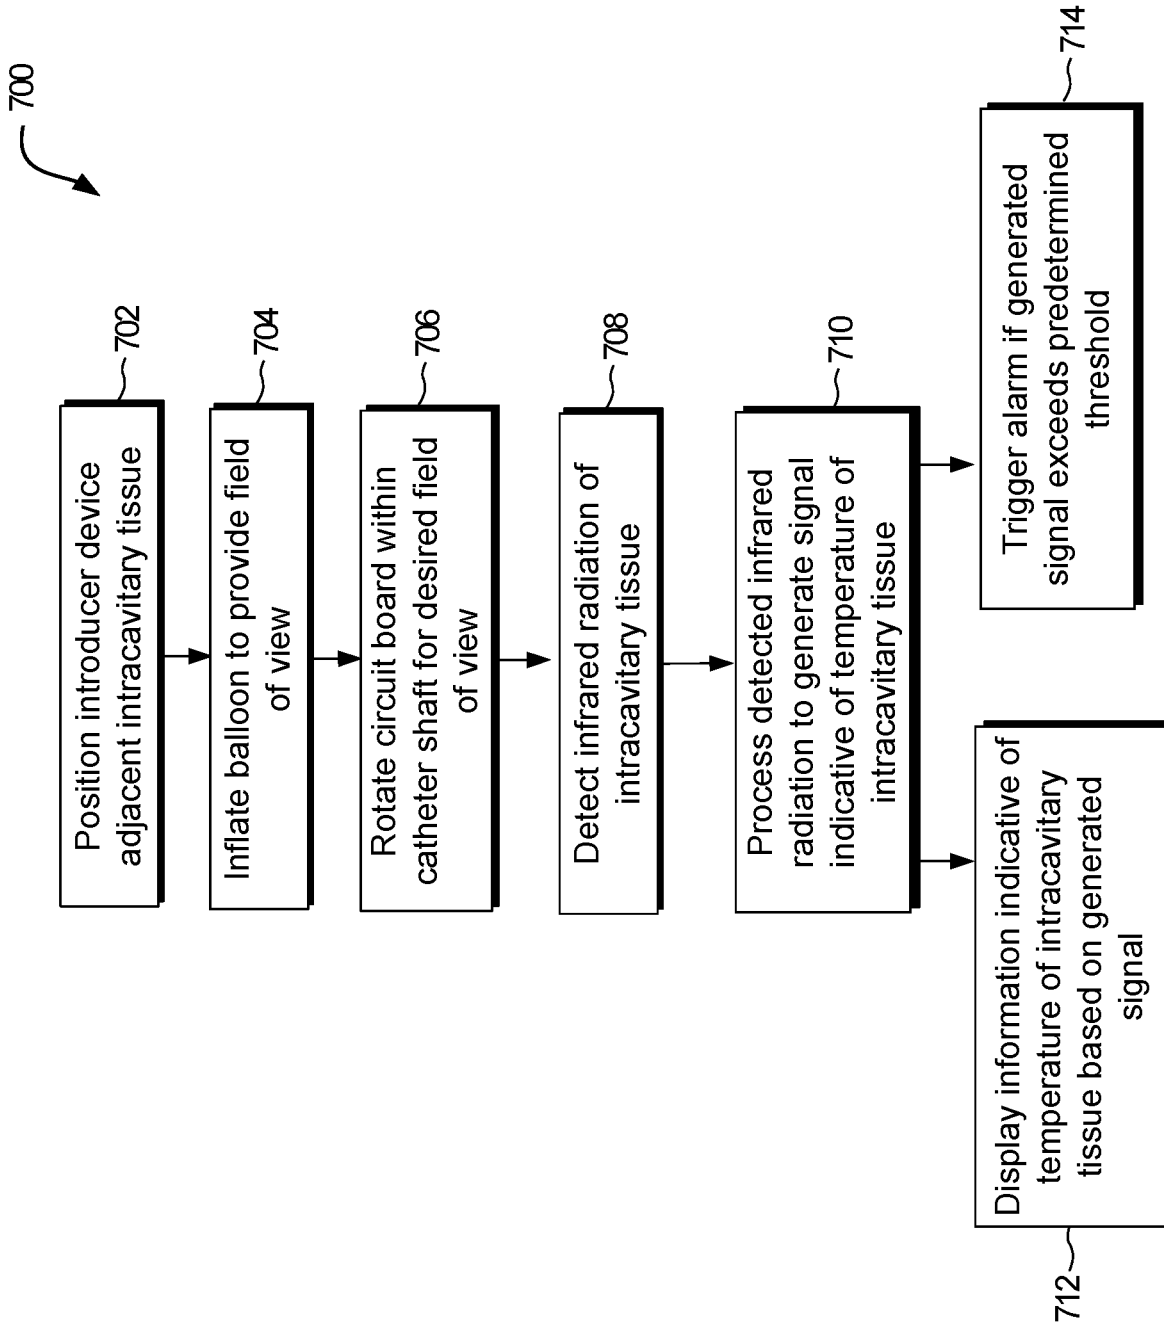 700
Position introducer device
adjacent intracavitary tissue
702
Inflate balloon to provide field
of view
704
Rotate circuit board within
catheter shaft for desired field
of view
706
Detect infrared radiation of
intracavitary tissue
708
Process detected infrared
radiation to generate signal
indicative of temperature of
intracavitary tissue
710
Display information indicative of
temperature of intracavitary
tissue based on generated
signal
712
Trigger alarm if generated
signal exceeds predetermined
threshold
714